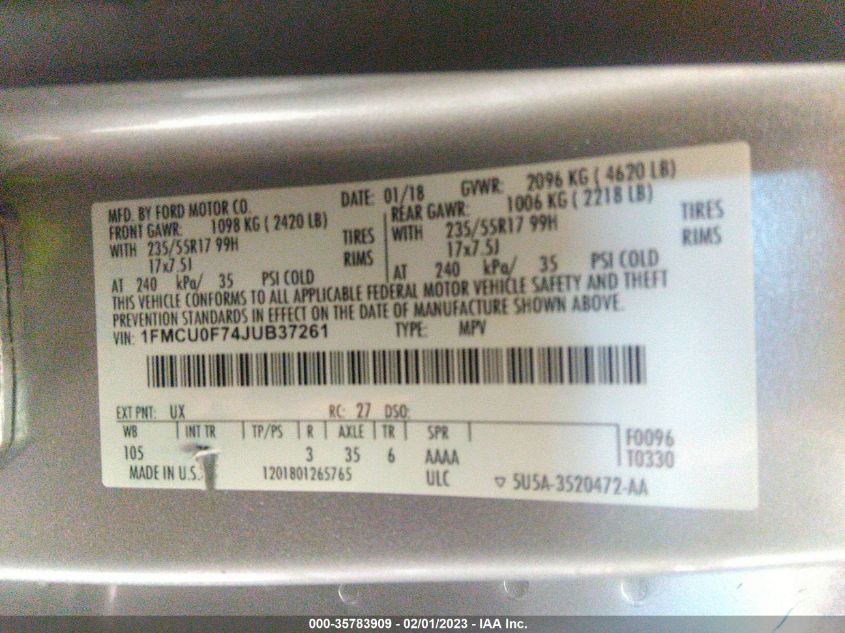 MFD. BY FORD MOTOR CO. DATE: 01/18 GVWR: 2096 KG ( 4620 LB)
FRONT GAWR: 1098 KG ( 2420 LB) REAR GAWR: 1006 KG ( 2218 LB)
WITH 235/55R17 99H TIRES WITH 235/55R17 99H TIRES
17x7.5J RIMS 17x7.5J RIMS
AT 240 kPa/ 35 PSI COLD AT 240 kPa/ 35 PSI COLD
THIS VEHICLE CONFORMS TO ALL APPLICABLE FEDERAL MOTOR VEHICLE SAFETY AND THEFT
PREVENTION STANDARDS IN EFFECT ON THE DATE OF MANUFACTURE SHOWN ABOVE.
VIN: 1FMCU0F74JUB37261 TYPE: MPV
EXT PNT: UX RC: 27 DSO:
WB INT TR TP/PS R AXLE TR SPR F0096
105 3 35 6 AAAA T0330
MADE IN U.S. 1201801265765 ULC 5U5A-3520472-AA
000-35783909 - 02/01/2023 - IAA Inc.